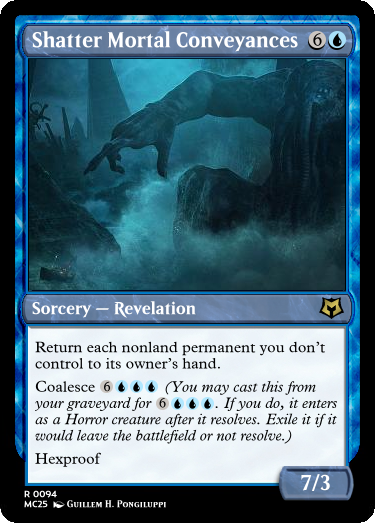 Shatter Mortal Conveyances 6
Sorcery — Revelation
Return each nonland permanent you don't
control to its owner's hand.
Coalesce 6 (You may cast this from
your graveyard for 6. If you do, it enters
as a Horror creature after it resolves. Exile it if it
would leave the battlefield or not resolve.)
Hexproof
7/3
R 0094
MC25 Guillem H. Pongiluppi